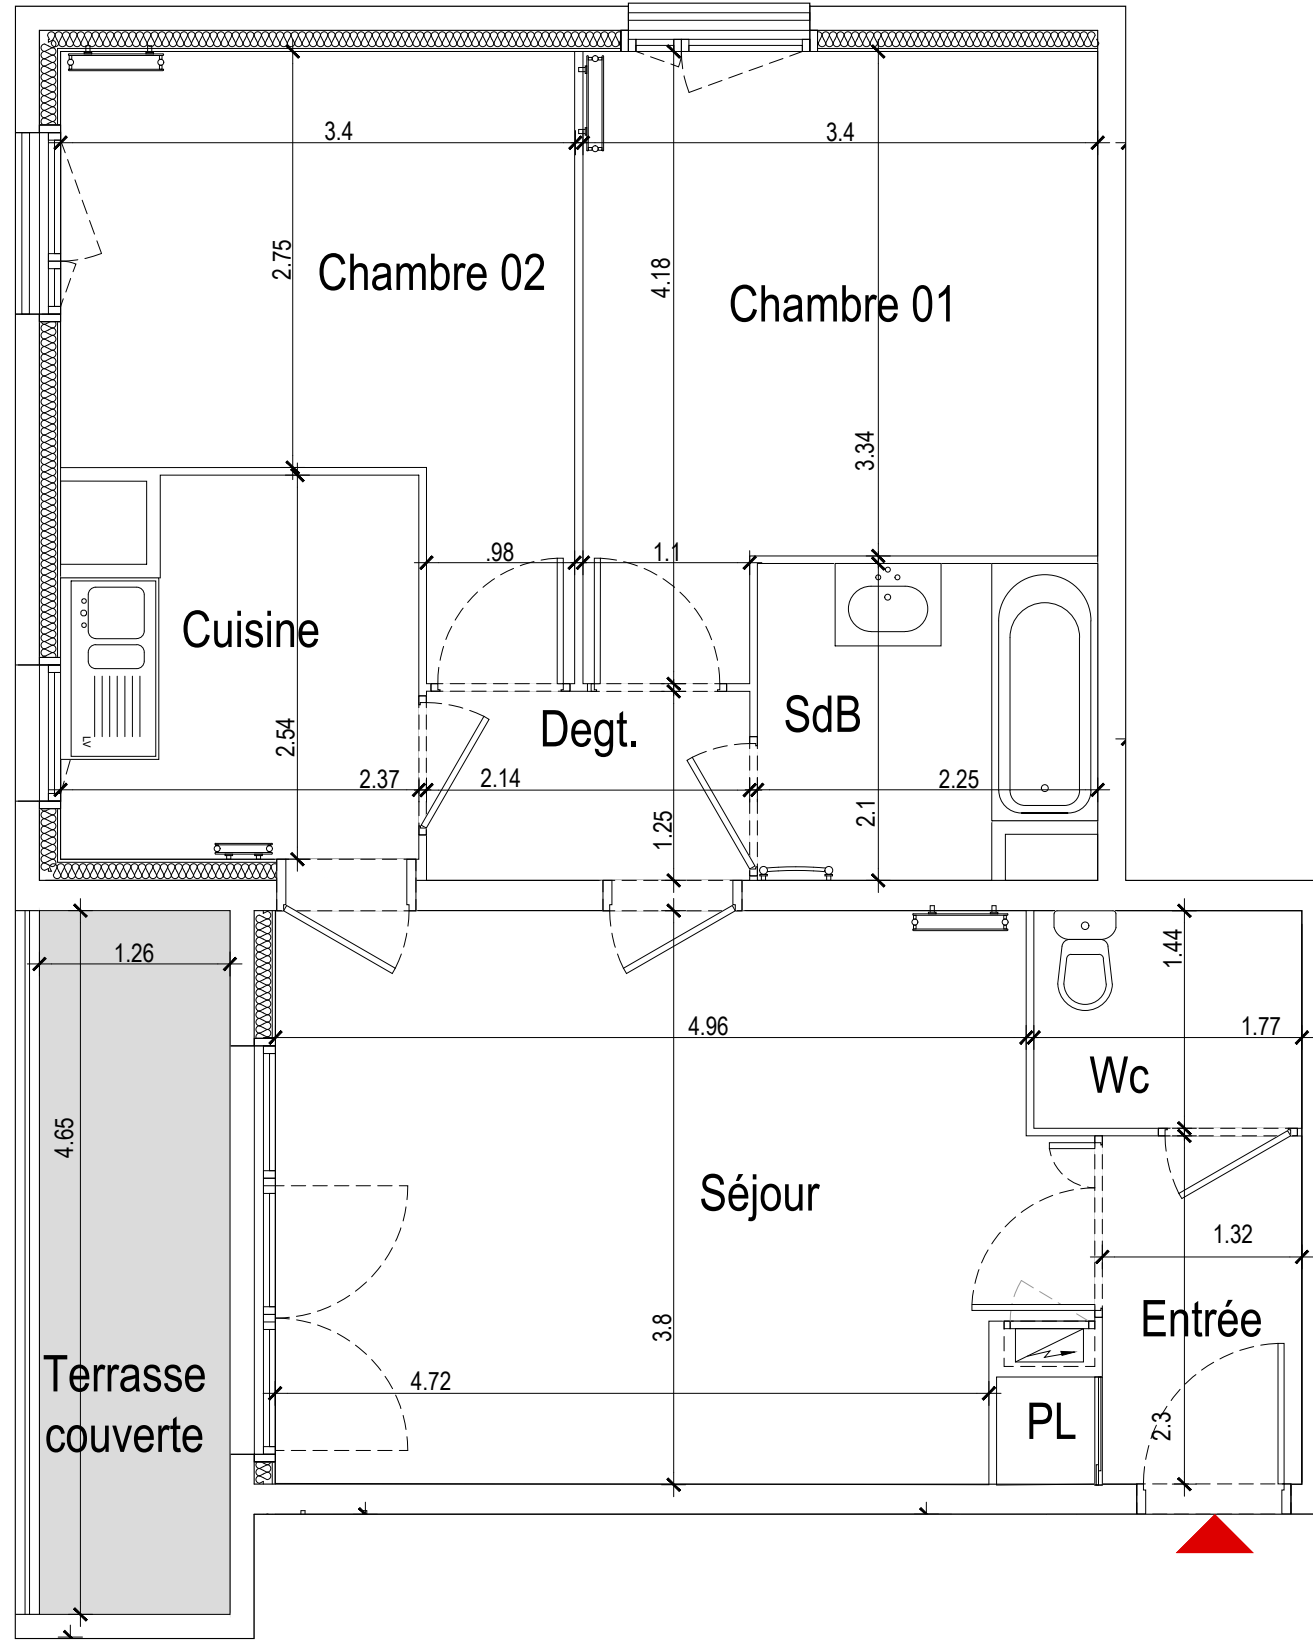 3.4
3.4
2.75
Chambre 02
4.18
Chambre 01
3.34
.98
1.1
Cuisine
SdB
Degt.
2.54
LV
2.37
2.14
2.25
1.25
2.1
1.26
1.44
4.96
1.77
Wc
4.65
Séjour
1.32
3.8
Entrée
Terrasse
couverte
4.72
PL
2.3